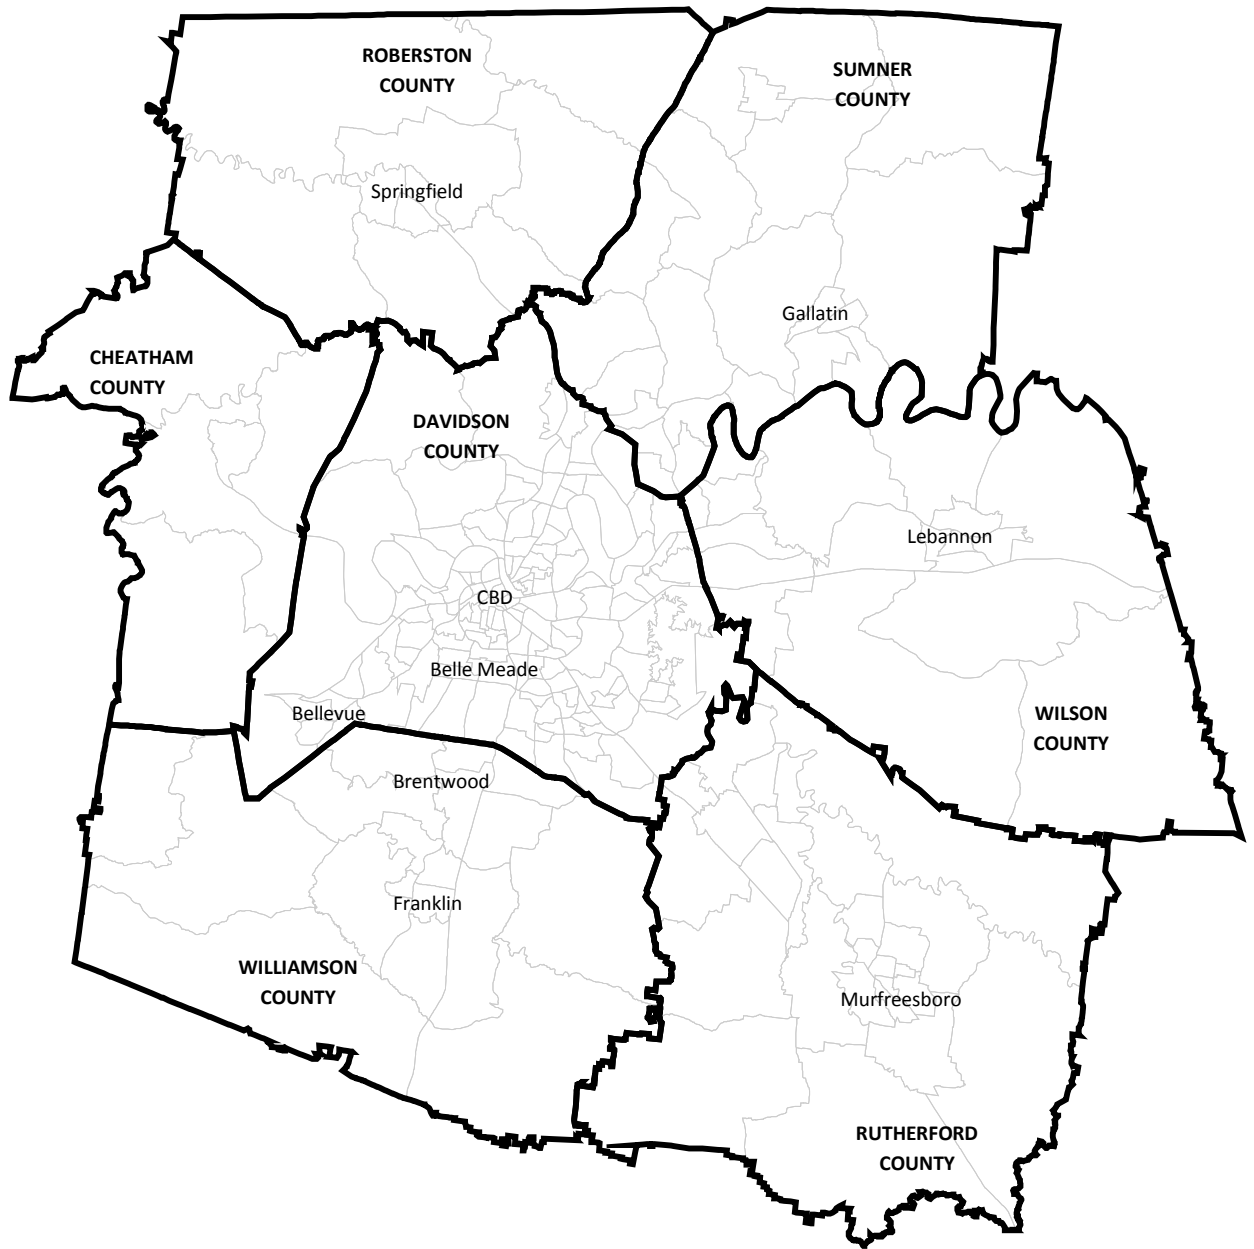 ROBERSTON
COUNTY
SUMNER
COUNTY
Springfield
Gallatin
CHEATHAM
COUNTY
DAVIDSON
COUNTY
Lebannon
CBD
Belle Meade
Bellevue
WILSON
COUNTY
Brentwood
Franklin
WILLIAMSON
COUNTY
Murfreesboro
RUTHERFORD
COUNTY